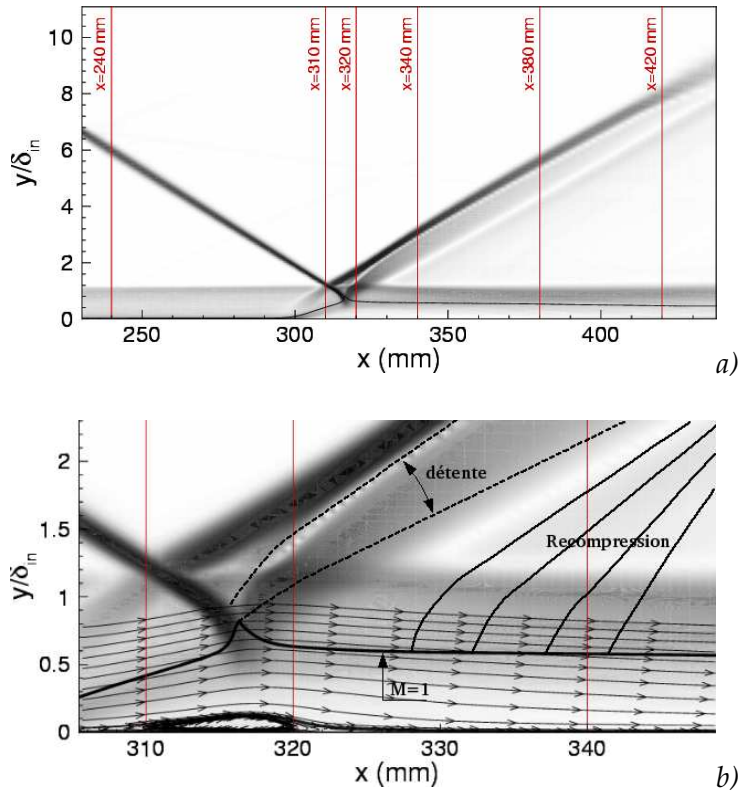 10
8
6
4
2
0
y/δin
x=240 mm
x=310 mm
x=320 mm
x=340 mm
x=380 mm
x=420 mm
250
300
350
400
x (mm)
a)
2
1.5
1
0.5
0
y/δin
détente
Recompression
M=1
310
320
330
340
x (mm)
b)